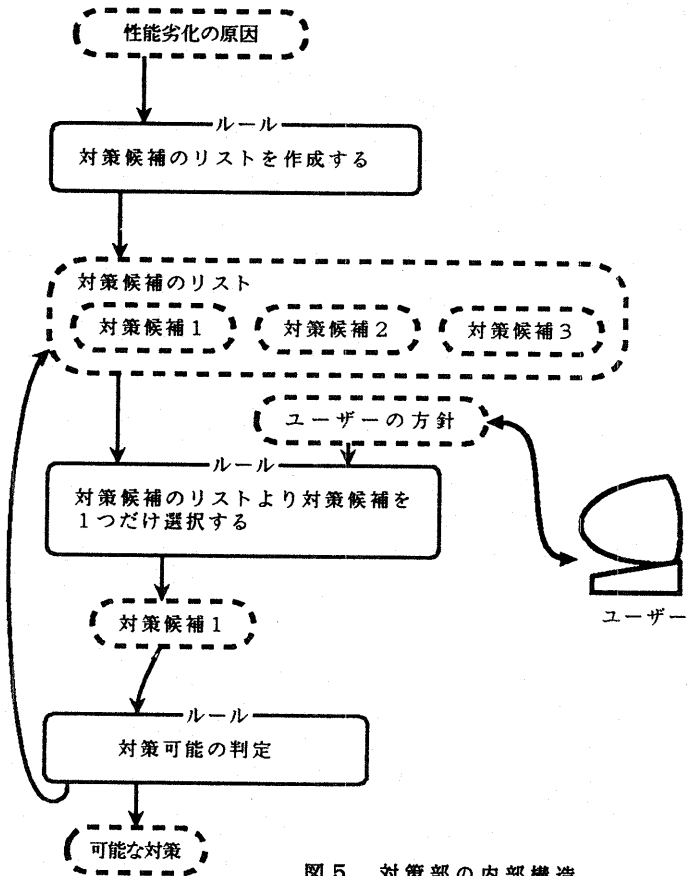 性能劣化の原因
ルール
対策候補のリストを作成する
対策候補のリスト
対策候補1
対策候補2
対策候補3
ユーザーの方針
ルール
対策候補のリストより対策候補を
1つだけ選択する
ユーザー
対策候補1
ルール
対策可能の判定
可能な対策
図5 対策部の内部構造